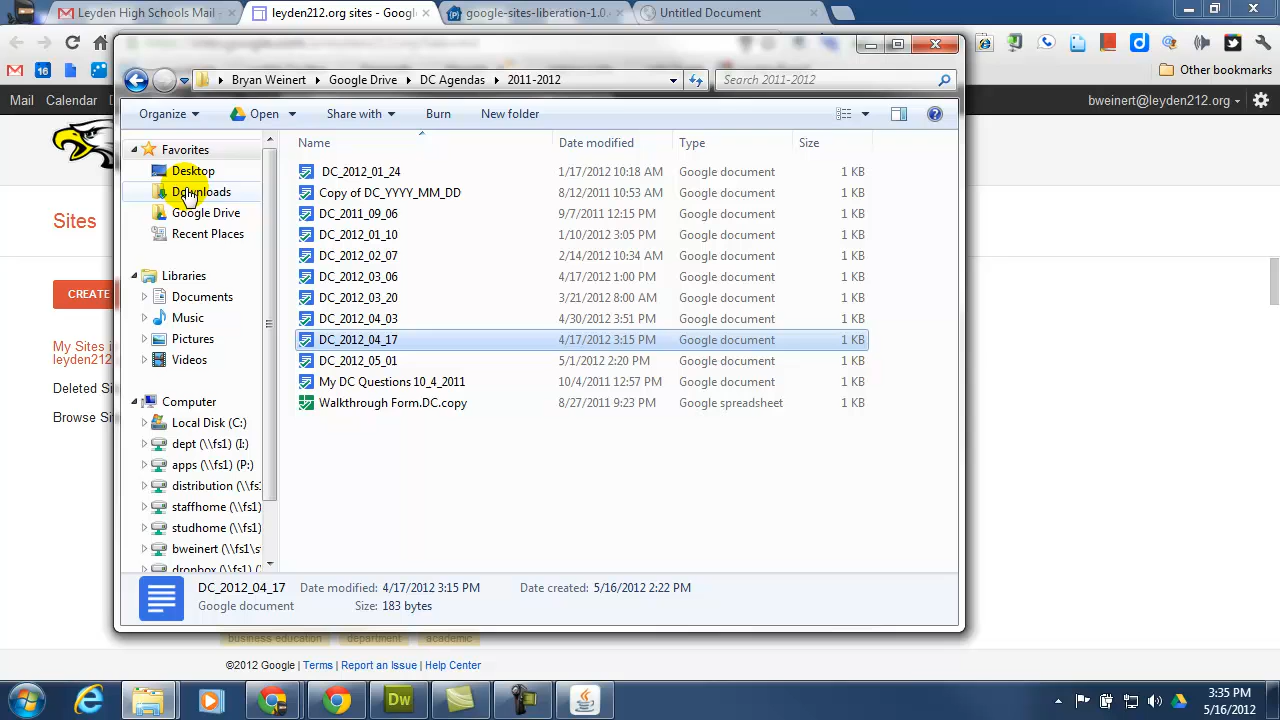 Leyden High Schools Mail -
leyden212.org sites - Goog
google-sites-liberation-1.0.
Untitled Document
16
Other bookmarks
Mail Calendar
bweinert@leyden212.org
Bryan Weinert Google Drive DC Agendas 2011-2012
Search 2011-2012
Organize Open Share with Burn New folder
Name Date modified Type Size
Favorites
Desktop
Downloads
Google Drive
Recent Places
Libraries
Documents
Music
Pictures
Videos
Computer
Local Disk (C:)
dept (\\fs1) (I:)
apps (\\fs1) (P:)
distribution (\\fs:
staffhome (\\fs1)
studhome (\\fs1)
bweinert (\\fs1\s
dropbox (\\fs1)
DC_2012_01_24 1/17/2012 10:18 AM Google document 1 KB
Copy of DC_YYYY_MM_DD 8/12/2011 10:53 AM Google document 1 KB
DC_2011_09_06 9/7/2011 12:15 PM Google document 1 KB
DC_2012_01_10 1/10/2012 3:05 PM Google document 1 KB
DC_2012_02_07 2/14/2012 10:34 AM Google document 1 KB
DC_2012_03_06 4/17/2012 1:00 PM Google document 1 KB
DC_2012_03_20 3/21/2012 8:00 AM Google document 1 KB
DC_2012_04_03 4/30/2012 3:51 PM Google document 1 KB
DC_2012_04_17 4/17/2012 3:15 PM Google document 1 KB
DC_2012_05_01 5/1/2012 2:20 PM Google document 1 KB
My DC Questions 10_4_2011 10/4/2011 12:57 PM Google document 1 KB
Walkthrough Form.DC.copy 8/27/2011 9:23 PM Google spreadsheet 1 KB
DC_2012_04_17 Date modified: 4/17/2012 3:15 PM Date created: 5/16/2012 2:22 PM
Google document Size: 183 bytes
Sites
CREATE
My Sites i
leyden212
Deleted S
Browse Si
business education department academic
©2012 Google | Terms | Report an Issue | Help Center
Dw
3:35 PM
5/16/2012